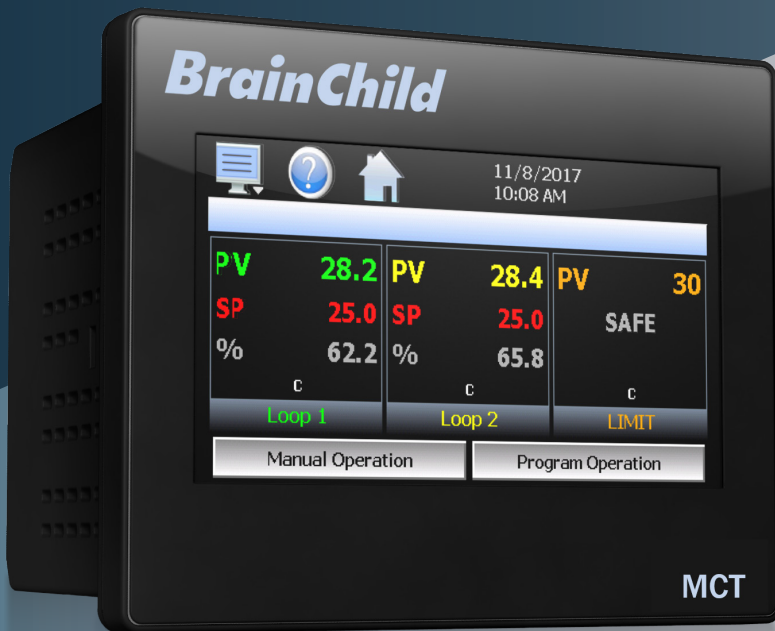 BrainChild
?
11/8/2017
10:08 AM
PV 28.2 PV 28.4 PV 30
SP 25.0 SP 25.0 SAFE
% 62.2 % 65.8
C C C
Loop 1 Loop 2 LIMIT
Manual Operation Program Operation
MCT